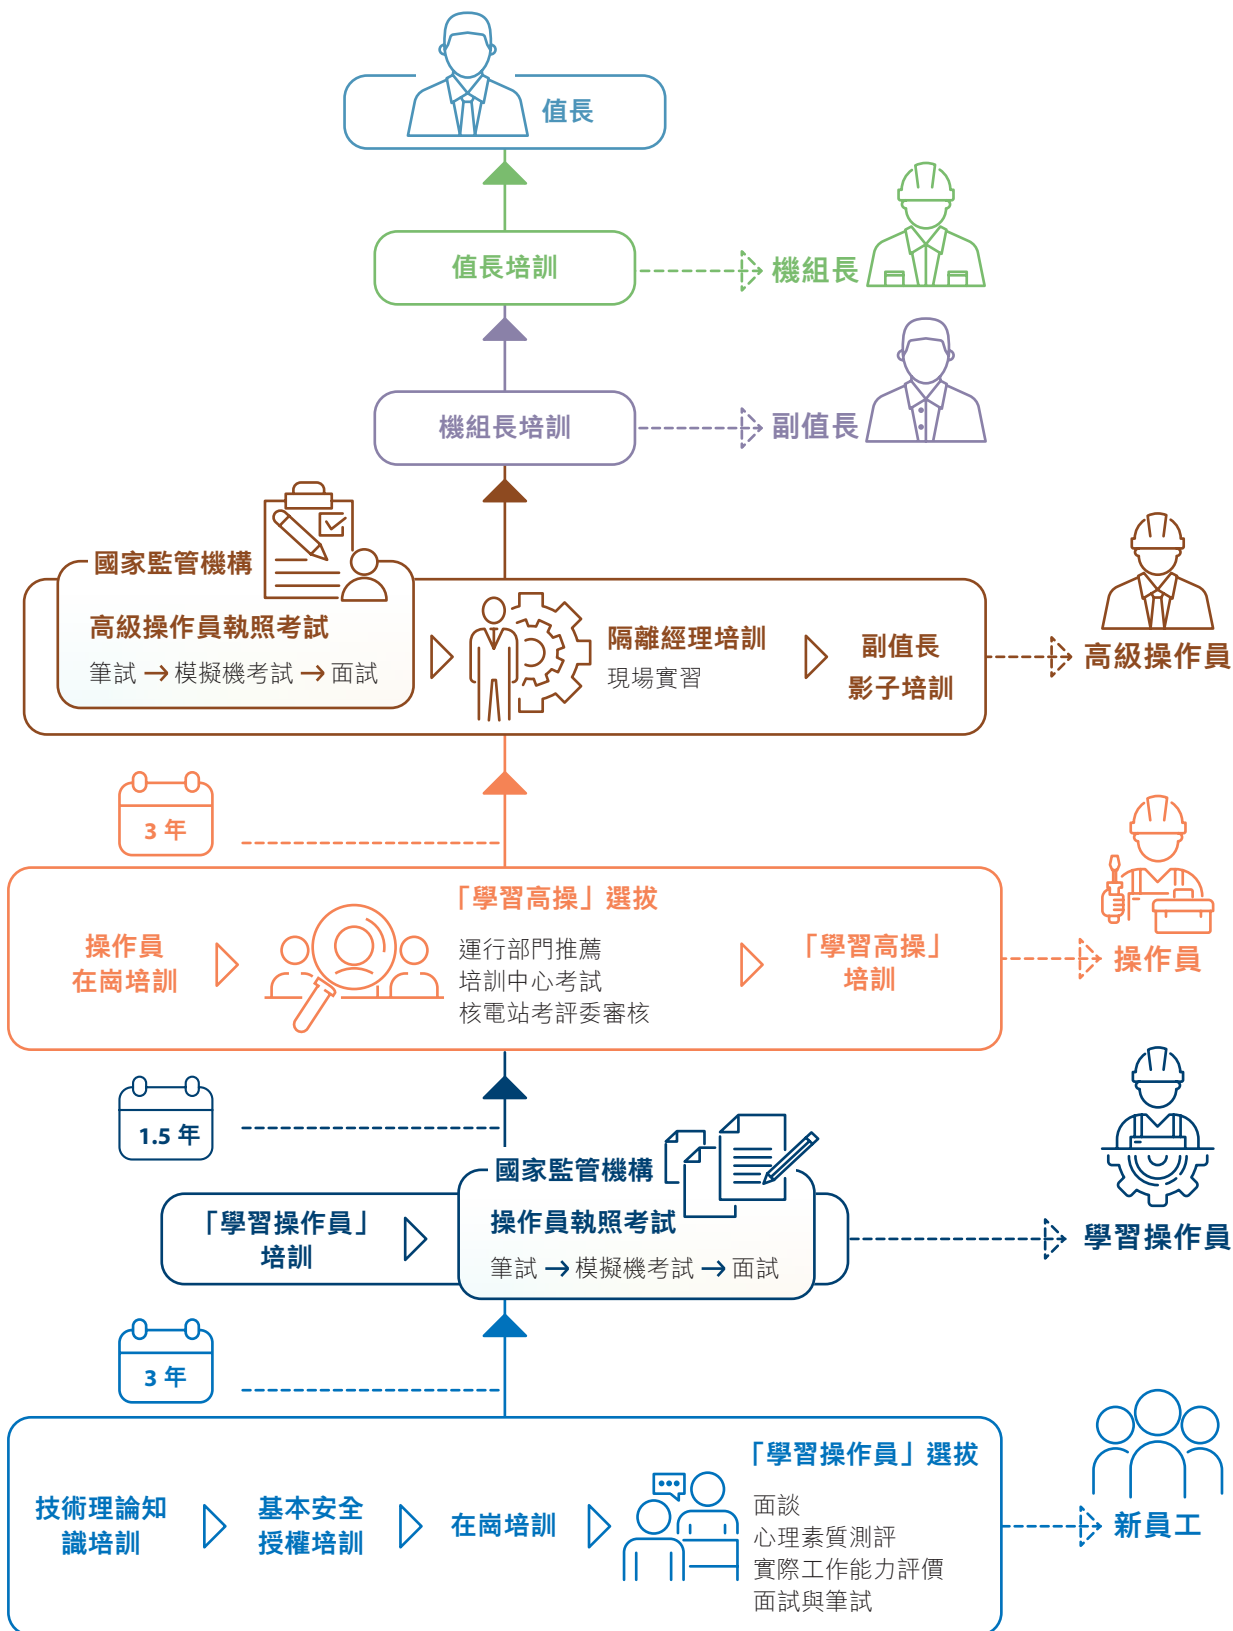 值長
值長培訓
機組長
機組長培訓
副值長
國家監管機構
高級操作員執照考試
筆試 → 模擬機考試 → 面試
隔離經理培訓
現場實習
副值長
影子培訓
高級操作員
3 年
操作員
在崗培訓
「學習高操」選拔
運行部門推薦
培訓中心考試
核電站考評委審核
「學習高操」
培訓
操作員
1.5 年
「學習操作員」
培訓
國家監管機構
操作員執照考試
筆試 → 模擬機考試 → 面試
學習操作員
3 年
技術理論知
識培訓
基本安全
授權培訓
在崗培訓
「學習操作員」選拔
面談
心理素質測評
實際工作能力評價
面試與筆試
新員工